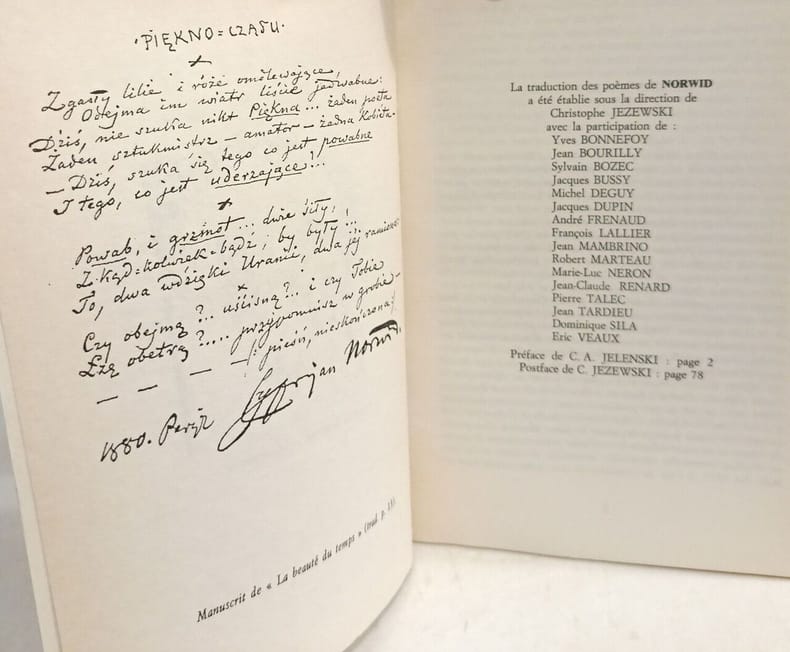 ·PIĘKNO=CZASU·
Zgasły lilie i róże omdlewające,
Obejma im wiatr liście jedwabne:
Dziś, nie szuka nikt Piękna... żaden poeta
Żaden sztukmistrz – amator – żadna kobieta –
– Dziś, szuka się tego co jest powabne
I tego, co jest uderzające!..
Powab, i grzmot... dwie siły,
Z-kąd=kolwiek=bądź, by były!..
To, dwa wdzięki Uranii, dwa jej ramiona:
Czy obejmą?.. uścisną?.. i czy Tobie
Łzę obetrą?.... przypomnisz w grobie –
– – – – /: pieśń, nieskończona:/
1880. Paryż Cyprjan Norwid
Manuscrit de « La beauté du temps » (trad. p.
La traduction des poèmes de NORWID
a été établie sous la direction de
Christophe JEZEWSKI
avec la participation de :
Yves BONNEFOY
Jean BOURILLY
Sylvain BOZEC
Jacques BUSSY
Michel DEGUY
Jacques DUPIN
André FRENAUD
François LALLIER
Jean MAMBRINO
Robert MARTEAU
Marie-Luc NERON
Jean-Claude RENARD
Pierre TALEC
Jean TARDIEU
Dominique SILA
Eric VEAUX
Préface de C. A. JELENSKI : page 2
Postface de C. JEZEWSKI : page 78